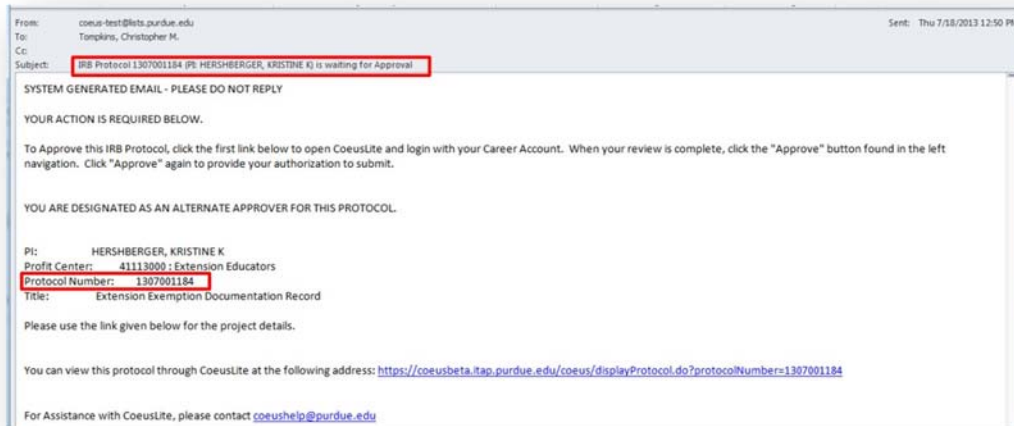 From: coeus-test@lists.purdue.edu Sent: Thu 7/18/2013 12:50 PM
To: Tompkins, Christopher M.
Cc:
Subject: IRB Protocol 1307001184 (PI: HERSHBERGER, KRISTINE K) is waiting for Approval
SYSTEM GENERATED EMAIL - PLEASE DO NOT REPLY
YOUR ACTION IS REQUIRED BELOW.
To Approve this IRB Protocol, click the first link below to open CoeusLite and login with your Career Account. When your review is complete, click the "Approve" button found in the left
navigation. Click "Approve" again to provide your authorization to submit.
YOU ARE DESIGNATED AS AN ALTERNATE APPROVER FOR THIS PROTOCOL.
PI: HERSHBERGER, KRISTINE K
Profit Center: 41113000 : Extension Educators
Protocol Number: 1307001184
Title: Extension Exemption Documentation Record
Please use the link given below for the project details.
You can view this protocol through CoeusLite at the following address: https://coeusbeta.itap.purdue.edu/coeus/displayProtocol.do?protocolNumber=1307001184
For Assistance with CoeusLite, please contact coeushelp@purdue.edu